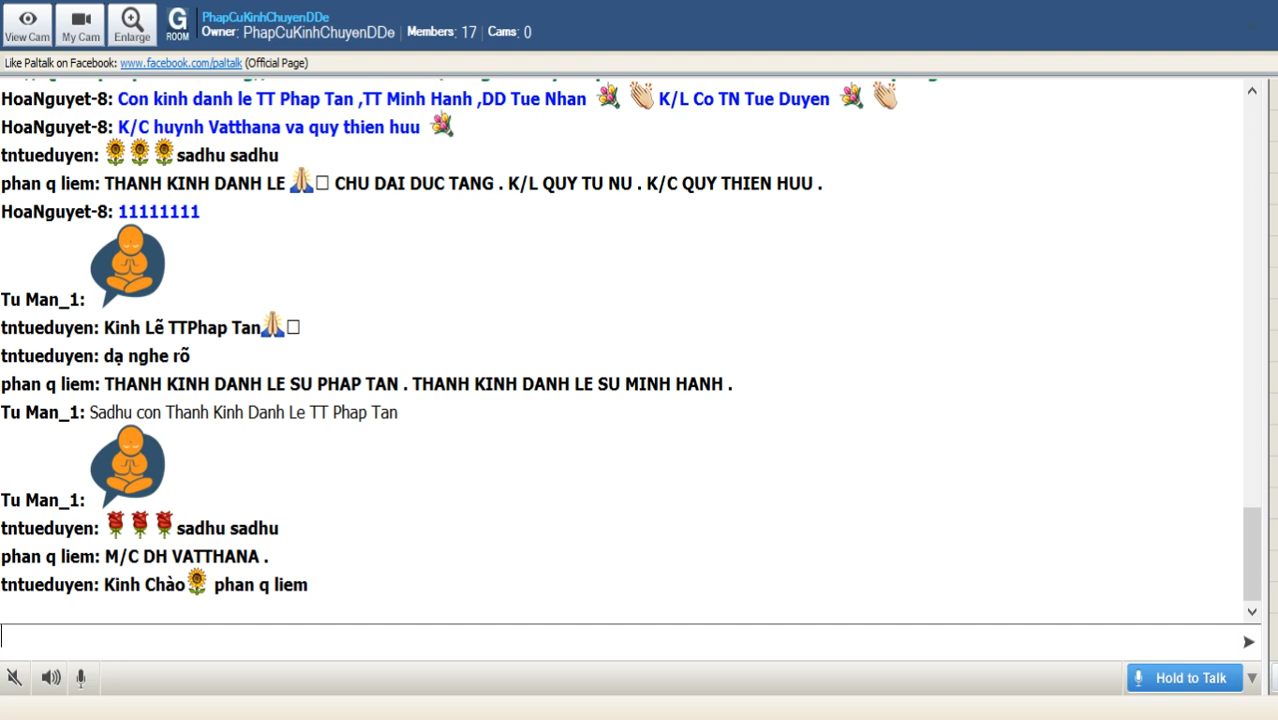 PhapCuKinhChuyenDDe
View Cam
My Cam
Enlarge
G
ROOM
Owner: PhapCuKinhChuyenDDe Members: 17 Cams: 0
Like Paltalk on Facebook: www.facebook.com/paltalk (Official Page)
HoaNguyet-8: Con kinh danh le TT Phap Tan ,TT Minh Hanh ,DD Tue Nhan 💐 👏 K/L Co TN Tue Duyen 💐 👏
HoaNguyet-8: K/C huynh Vatthana va quy thien huu 💐
tntueduyen: 🌻🌻🌻sadhu sadhu
phan q liem: THANH KINH DANH LE 🙏□ CHU DAI DUC TANG . K/L QUY TU NU . K/C QUY THIEN HUU .
HoaNguyet-8: 11111111
Tu Man_1:
tntueduyen: Kinh Lẽ TTPhap Tan🙏□
tntueduyen: dạ nghe rõ
phan q liem: THANH KINH DANH LE SU PHAP TAN . THANH KINH DANH LE SU MINH HANH .
Tu Man_1: Sadhu con Thanh Kinh Danh Le TT Phap Tan
Tu Man_1:
tntueduyen: 🌹🌹🌹sadhu sadhu
phan q liem: M/C DH VATTHANA .
tntueduyen: Kinh Chào🌻 phan q liem
Hold to Talk